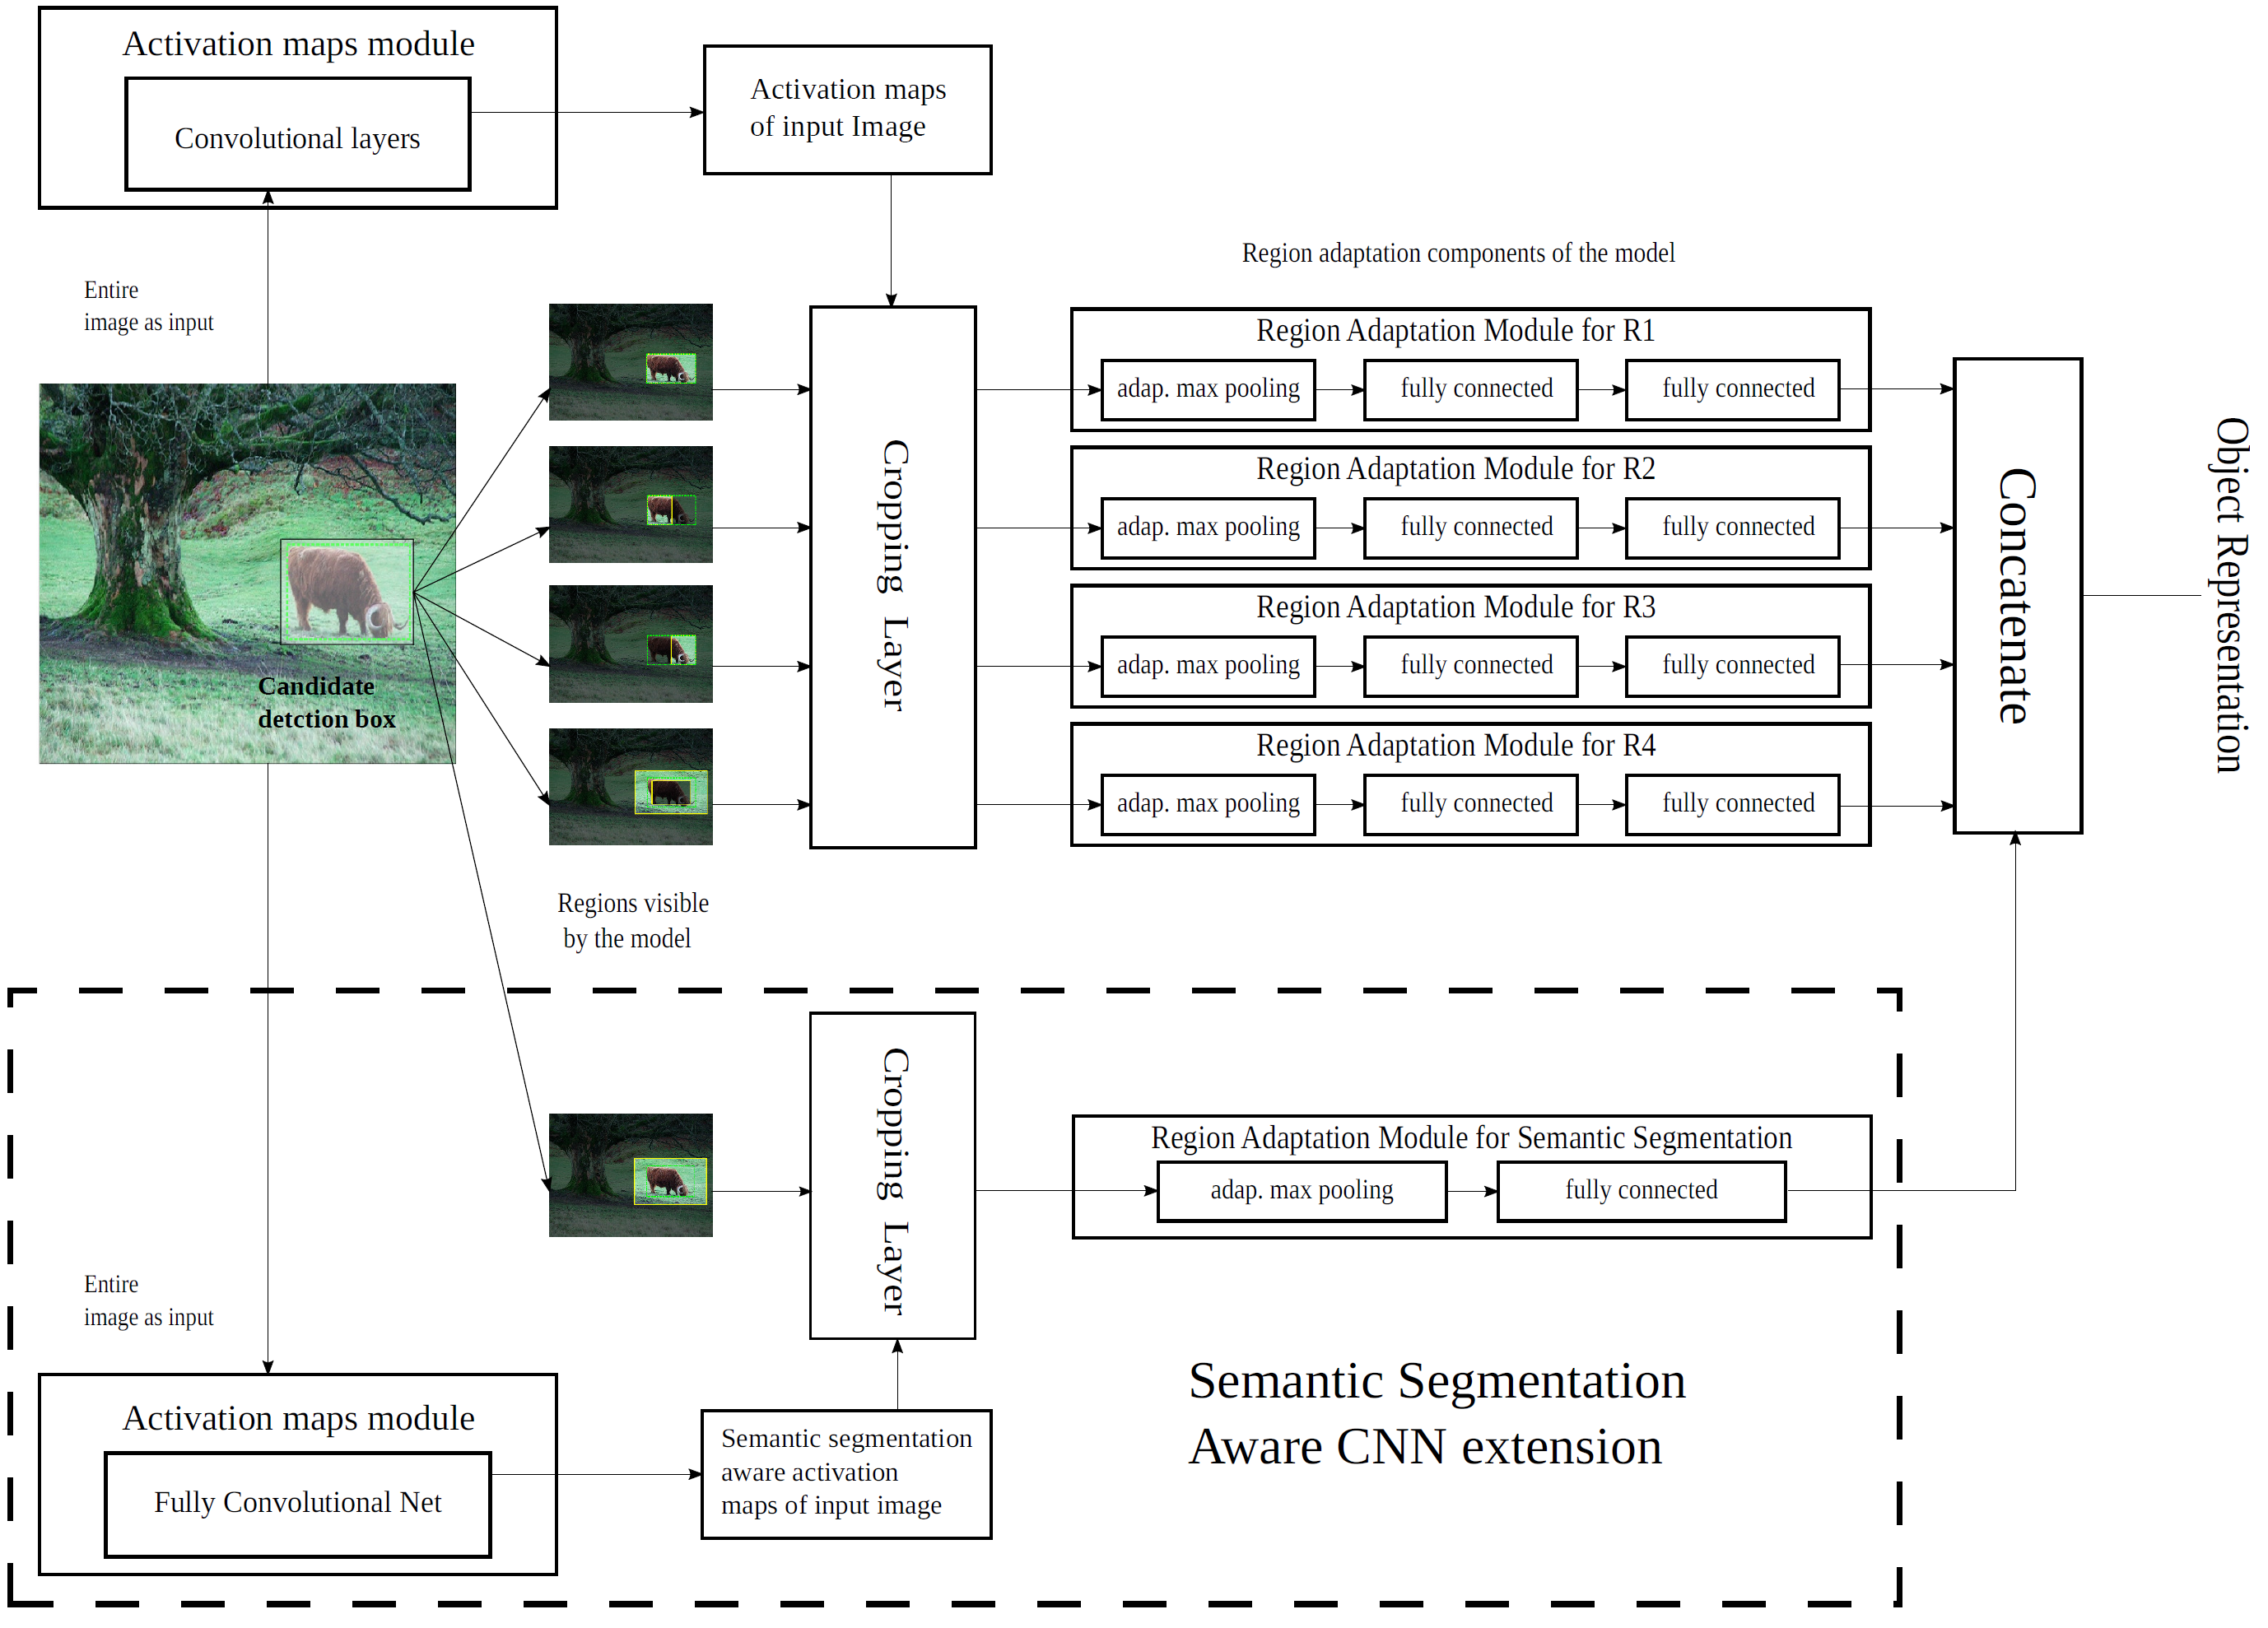 Activation maps module
Convolutional layers
Activation maps
of input Image
Entire
image as input
Region adaptation components of the model
Candidate
detction box
Regions visible
by the model
Cropping Layer
Region Adaptation Module for R1
adap. max pooling
fully connected
fully connected
Region Adaptation Module for R2
adap. max pooling
fully connected
fully connected
Region Adaptation Module for R3
adap. max pooling
fully connected
fully connected
Region Adaptation Module for R4
adap. max pooling
fully connected
fully connected
Concatenate
Object Representation
Cropping Layer
Region Adaptation Module for Semantic Segmentation
adap. max pooling
fully connected
Entire
image as input
Activation maps module
Fully Convolutional Net
Semantic segmentation
aware activation
maps of input image
Semantic Segmentation
Aware CNN extension